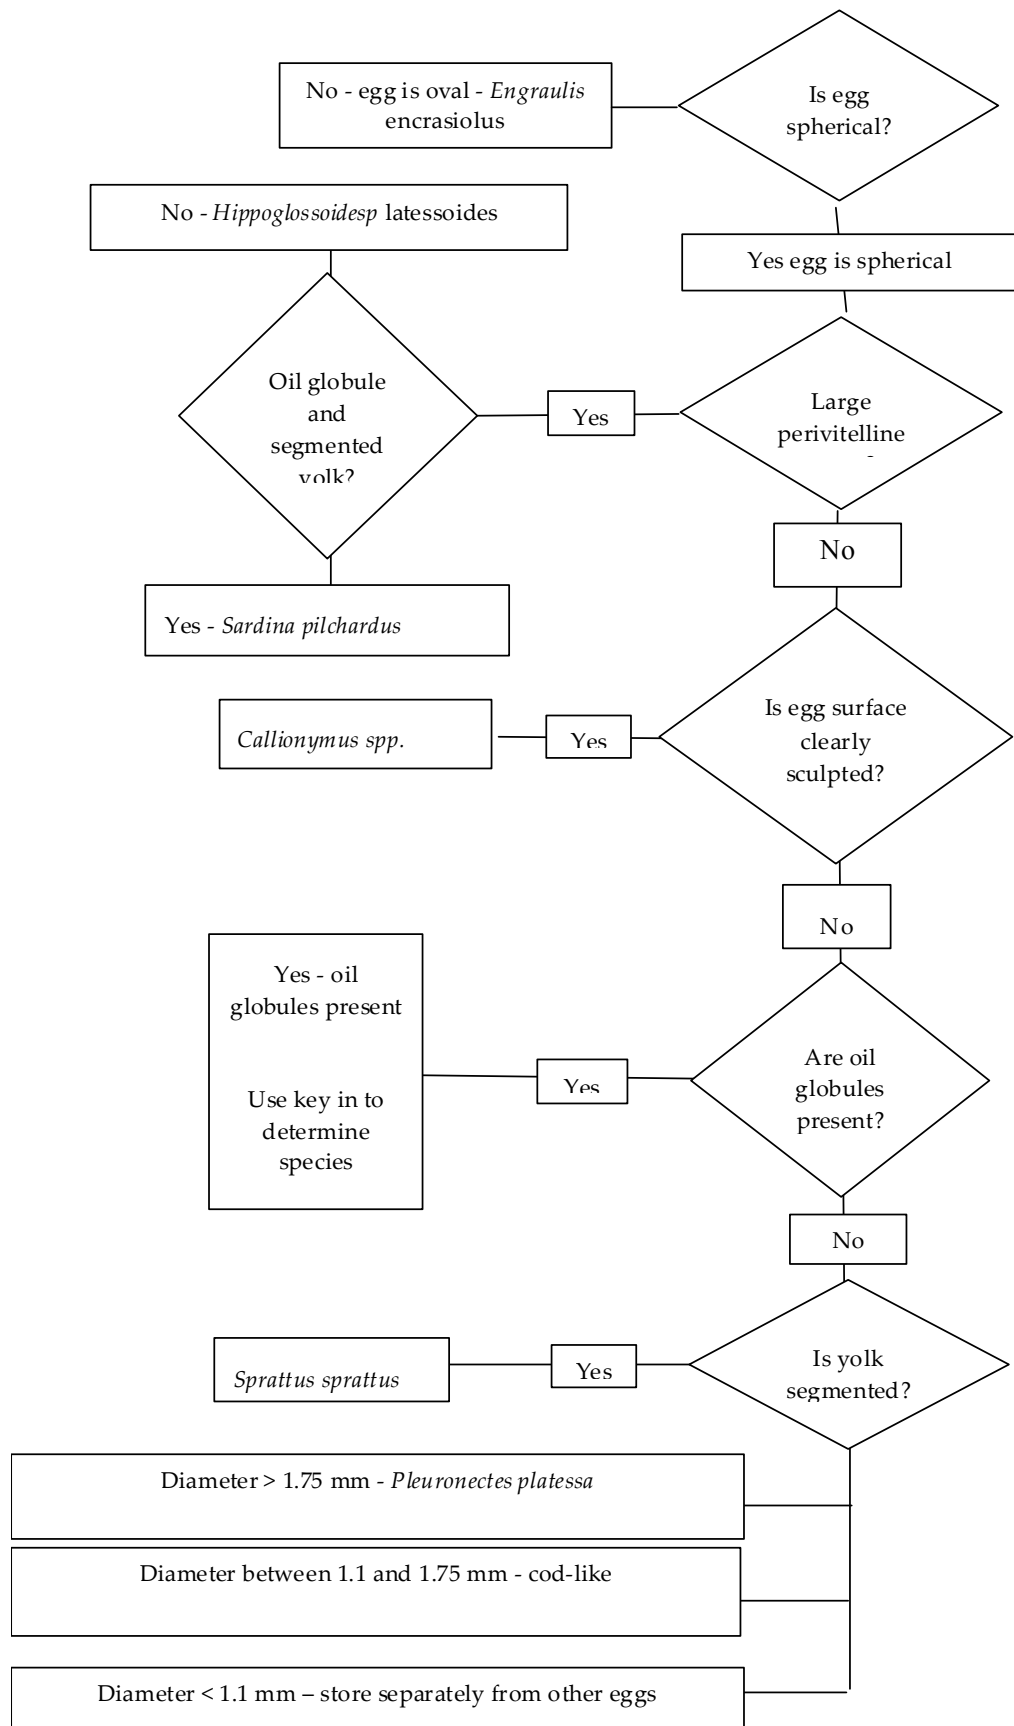 No - egg is oval - Engraulis
encrasiolus
Is egg
spherical?
No - Hippoglossoidesp latessoides
Yes egg is spherical
Oil globule
and
segmented
yolk?
Yes
Large
perivitelline
No
Yes - Sardina pilchardus
Callionymus spp.
Yes
Is egg surface
clearly
sculpted?
No
Yes - oil
globules present
Use key in to
determine
species
Yes
Are oil
globules
present?
No
Sprattus sprattus
Yes
Is yolk
segmented?
Diameter > 1.75 mm - Pleuronectes platessa
Diameter between 1.1 and 1.75 mm - cod-like
Diameter < 1.1 mm – store separately from other eggs